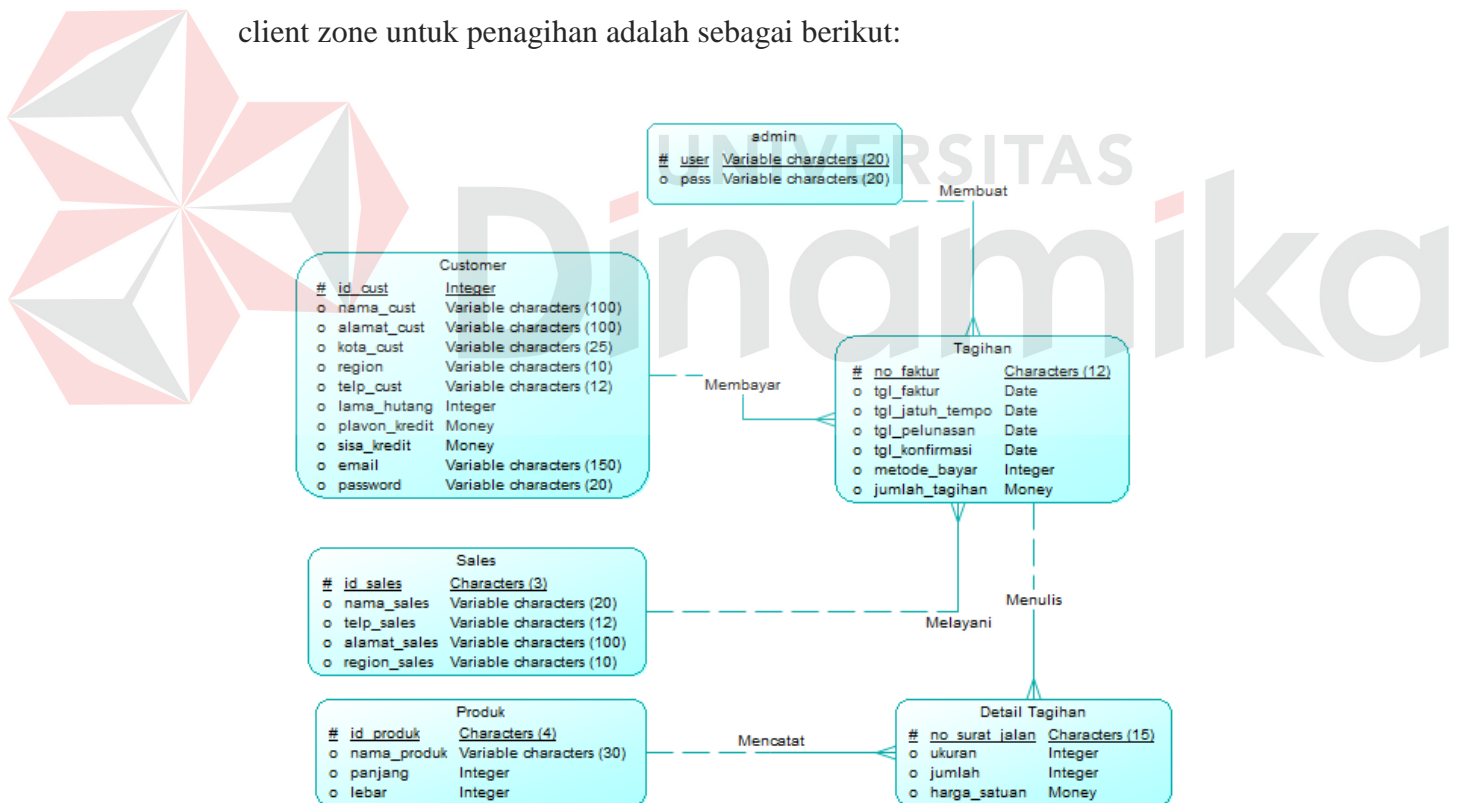 client zone untuk penagihan adalah sebagai berikut:
UNIVERSITAS
Dinamika
admin
# user Variable characters (20)
o pass Variable characters (20)
Membuat
Customer
# id_cust Integer
o nama_cust Variable characters (100)
o alamat_cust Variable characters (100)
o kota_cust Variable characters (25)
o region Variable characters (10)
o telp_cust Variable characters (12)
o lama_hutang Integer
o plavon_kredit Money
o sisa_kredit Money
o email Variable characters (150)
o password Variable characters (20)
Membayar
Tagihan
# no_faktur Characters (12)
o tgl_faktur Date
o tgl_jatuh_tempo Date
o tgl_pelunasan Date
o tgl_konfirmasi Date
o metode_bayar Integer
o jumlah_tagihan Money
Sales
# id_sales Characters (3)
o nama_sales Variable characters (20)
o telp_sales Variable characters (12)
o alamat_sales Variable characters (100)
o region_sales Variable characters (10)
Melayani
Menulis
Produk
# id_produk Characters (4)
o nama_produk Variable characters (30)
o panjang Integer
o lebar Integer
Mencatat
Detail Tagihan
# no_surat_jalan Characters (15)
o ukuran Integer
o jumlah Integer
o harga_satuan Money